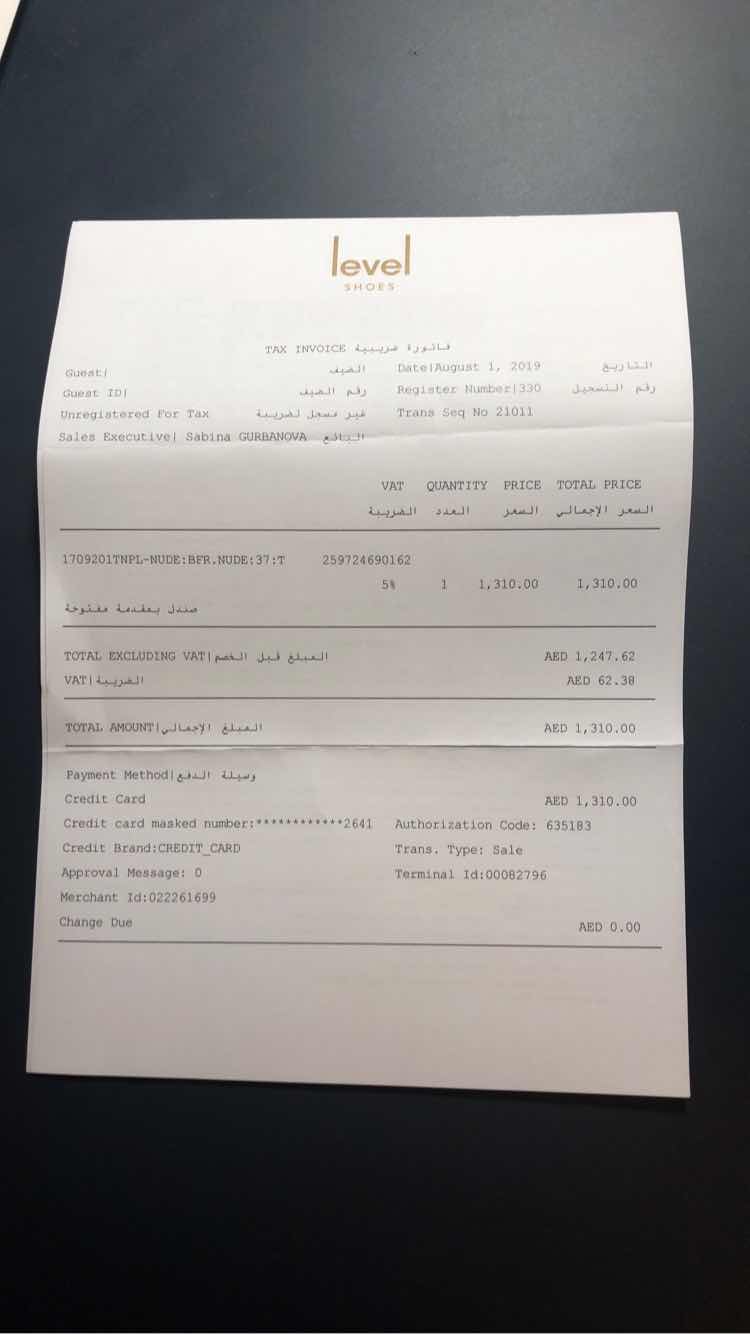 level
SHOES
TAX INVOICE فاتورة ضريبية
Guest| الضيف
Date|August 1, 2019 التاريخ
Guest ID| رقم الضيف
Register Number|330 رقم التسجيل
Unregistered For Tax غير مسجل لضريبة
Trans Seq No 21011
Sales Executive| Sabina GURBANOVA البائع
VAT QUANTITY PRICE TOTAL PRICE
الضريبة العدد السعر السعر الإجمالي
1709201TNPL-NUDE:BFR.NUDE:37:T 259724690162
5% 1 1,310.00 1,310.00
صندل بمقدمة مفتوحة
TOTAL EXCLUDING VAT|المبلغ قبل الخصم AED 1,247.62
VAT|الضريبة AED 62.38
TOTAL AMOUNT|المبلغ الإجمالي AED 1,310.00
Payment Method|وسيلة الدفع
Credit Card AED 1,310.00
Credit card masked number:************2641 Authorization Code: 635183
Credit Brand:CREDIT_CARD Trans. Type: Sale
Approval Message: 0 Terminal Id:00082796
Merchant Id:022261699
Change Due AED 0.00